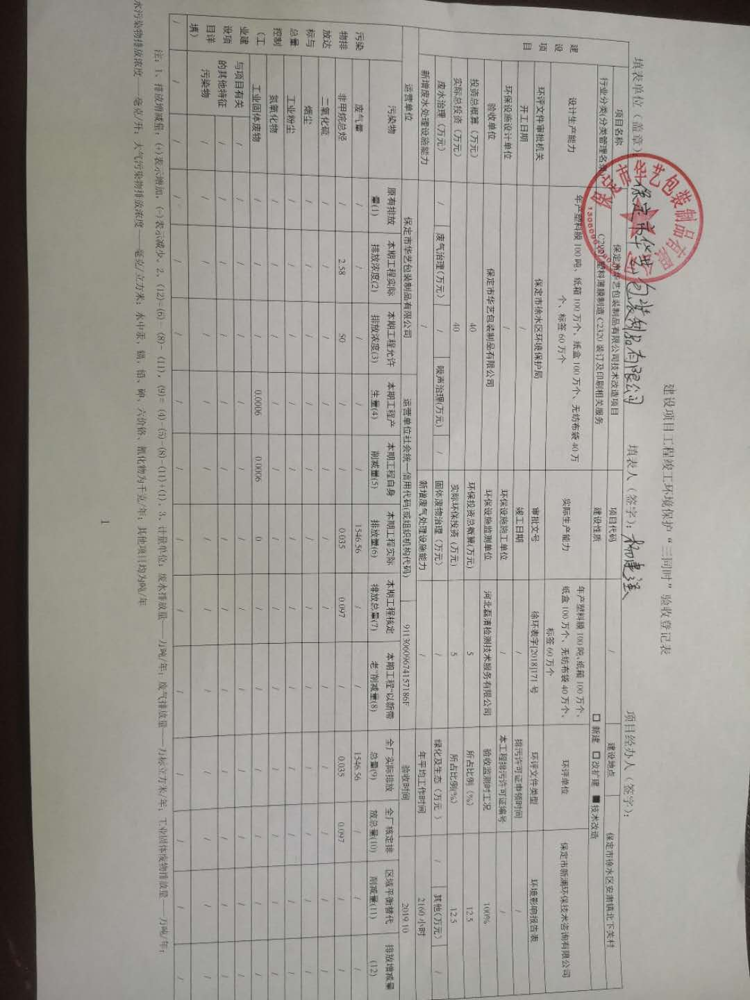 建设项目工程竣工环境保护“三同时”验收登记表
填表单位（盖章）：保定市华艺包装制品有限公司 填表人（签字）：杨建强 项目经办人（签字）：
建设项目
项目名称 保定市华艺包装制品有限公司技术改造项目 项目代码 / 建设地点 保定市徐水区安肃镇北下关村
行业分类(分类管理名 塑料薄膜制造 C2320 装订及印刷相关服务 建设性质 □ 新建 □ 改扩建 ■ 技术改造
设计生产能力 年产塑料膜 100 吨、纸箱 100 万个、纸盒 100 万个、无纺布袋 40 万个、标签 60 万个 实际生产能力 年产塑料膜 100 吨、纸箱 100 万个、纸盒 100 万个、无纺布袋 40 万个、标签 60 万个 环评单位 保定市新澜环保技术咨询有限公司
环评文件审批机关 保定市徐水区环境保护局 审批文号 徐环表字[2018]171 号 环评文件类型 环境影响报告表
开工日期 / 竣工日期 / 排污许可证申领时间 /
环保设施设计单位 / 环保设施施工单位 / 本工程排污许可证编号 /
验收单位 保定市华艺包装制品有限公司 环保设施监测单位 河北磊清检测技术服务有限公司 验收监测时工况 100%
投资总概算（万元） 40 环保投资总概算(万元) 5 所占比例（%） 12.5
实际总投资（万元） 40 实际环保投资（万元） 5 所占比例(%) 12.5
废水治理（万元） / 废气治理(万元) / 噪声治理(万元) / 固体废物治理（万元） / 绿化及生态（万元） / 其他(万元) /
新增废水处理设施能力 / 新增废气处理设施能力 / 年平均工作时间 2160 小时
运营单位 保定市华艺包装制品有限公司 运营单位社会统一信用代码(或组织机构代码) 91130609674157186F 验收时间 2019.10
污染物排放达标与总量控制（工业建设项目详填）
污染物 原有排放量(1) 本期工程实际排放浓度(2) 本期工程允许排放浓度(3) 本期工程产生量(4) 本期工程自身削减量(5) 本期工程实际排放量(6) 本期工程核定排放总量(7) 本期工程“以新带老”削减量(8) 全厂实际排放总量(9) 全厂核定排放总量(10) 区域平衡替代削减量(11) 排放增减量(12)
废气量 / / / / / 1546.56 / / 1546.56 / / /
非甲烷总烃 / 2.58 50 / / 0.035 0.097 / 0.035 0.097 / /
二氧化硫 / / / / / / / / / / / /
烟尘 / / / / / / / / / / / /
工业粉尘 / / / / / / / / / / / /
氮氧化物 / / / / / / / / / / / /
工业固体废物 / / / 0.0006 0.0006 0 / / / / / /
与项目有关的其他特征污染物 / / / / / / / / / / / / /
/ / / / / / / / / / / / /
/ / / / / / / / / / / / /
注：1、排放增减量：(+)表示增加，(-)表示减少。2、(12)=(6)-(8)-(11)，(9)=(4)-(5)-(8)-(11)+(1)。3、计量单位：废水排放量——万吨/年；废气排放量——万标立方米/年；工业固体废物排放量——万吨/年；
水污染物排放浓度——毫克/升；大气污染物排放浓度——毫克/立方米；水中汞、镉、铅、砷、六价铬、氰化物为千克/年；其他项目均为吨/年
1
保定市华艺包装制品有限公司